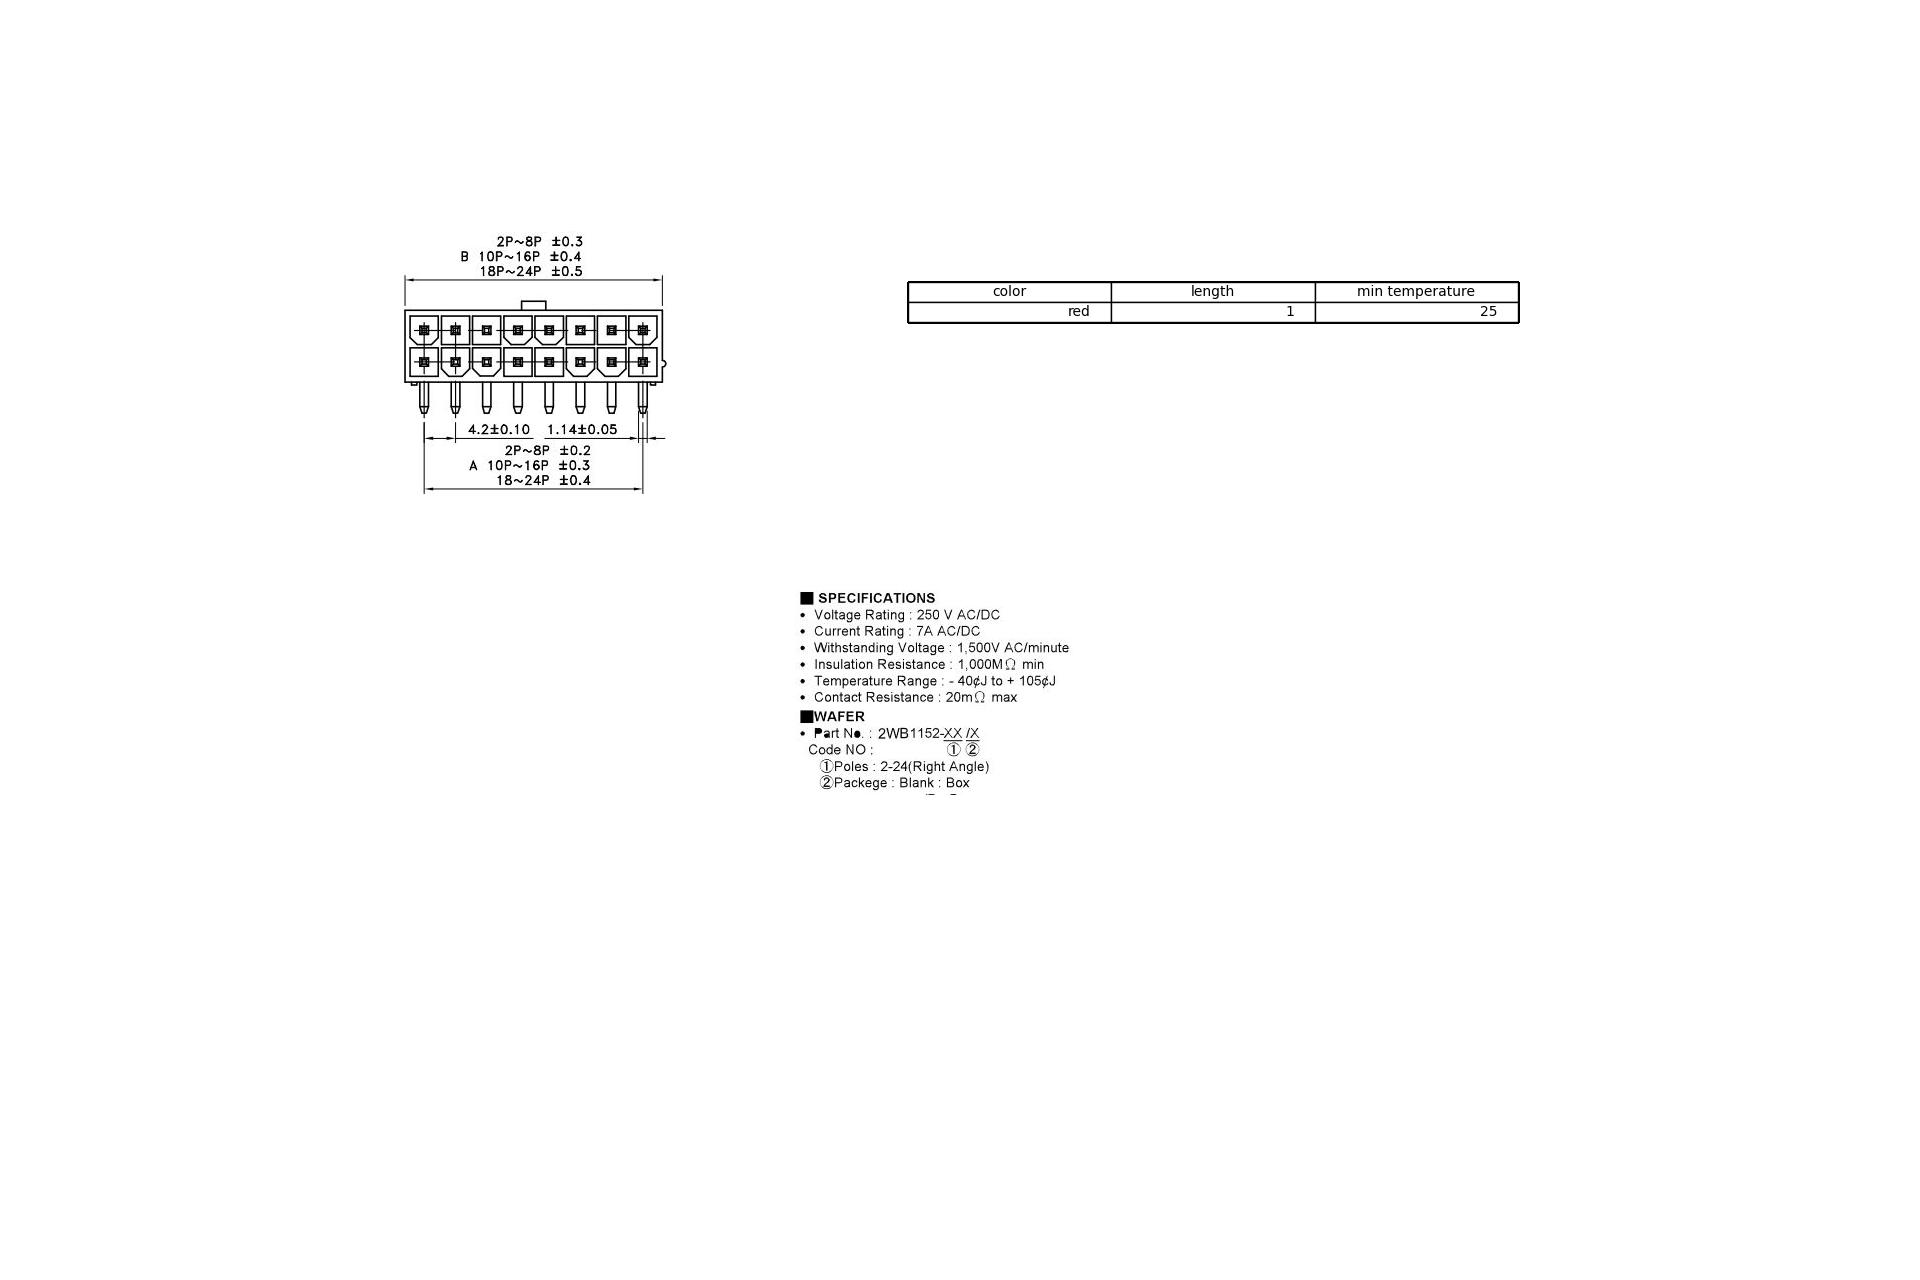 2P~8P ±0.3
B 10P~16P ±0.4
18P~24P ±0.5
4.2±0.10 1.14±0.05
2P~8P ±0.2
A 10P~16P ±0.3
18~24P ±0.4
color length min temperature
red 1 25
■ SPECIFICATIONS
• Voltage Rating : 250 V AC/DC
• Current Rating : 7A AC/DC
• Withstanding Voltage : 1,500V AC/minute
• Insulation Resistance : 1,000MΩ min
• Temperature Range : - 40¢J to + 105¢J
• Contact Resistance : 20mΩ max
■WAFER
• Part No. : 2WB1152-XX /X
Code NO : ① ②
①Poles : 2-24(Right Angle)
②Packege : Blank : Box